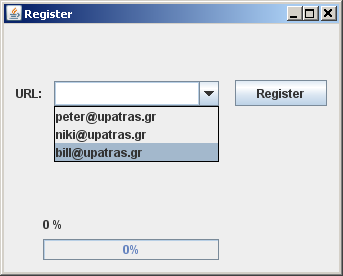 Register
URL:
Register
peter@upatras.gr
niki@upatras.gr
bill@upatras.gr
0 %
0%